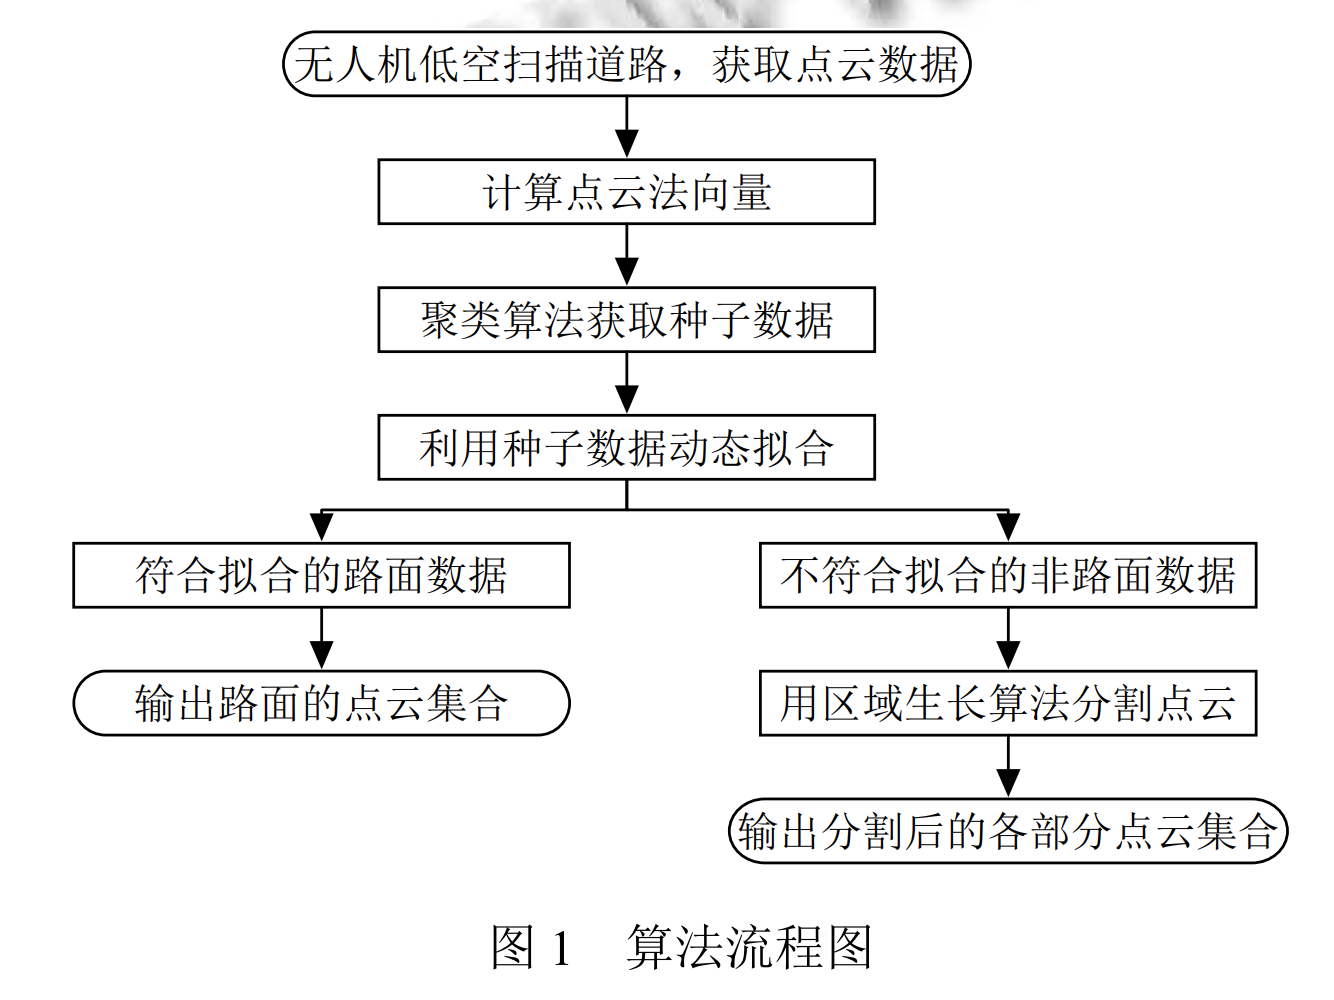 无人机低空扫描道路，获取点云数据
计算点云法向量
聚类算法获取种子数据
利用种子数据动态拟合
符合拟合的路面数据
不符合拟合的非路面数据
输出路面的点云集合
用区域生长算法分割点云
输出分割后的各部分点云集合
图 1 算法流程图